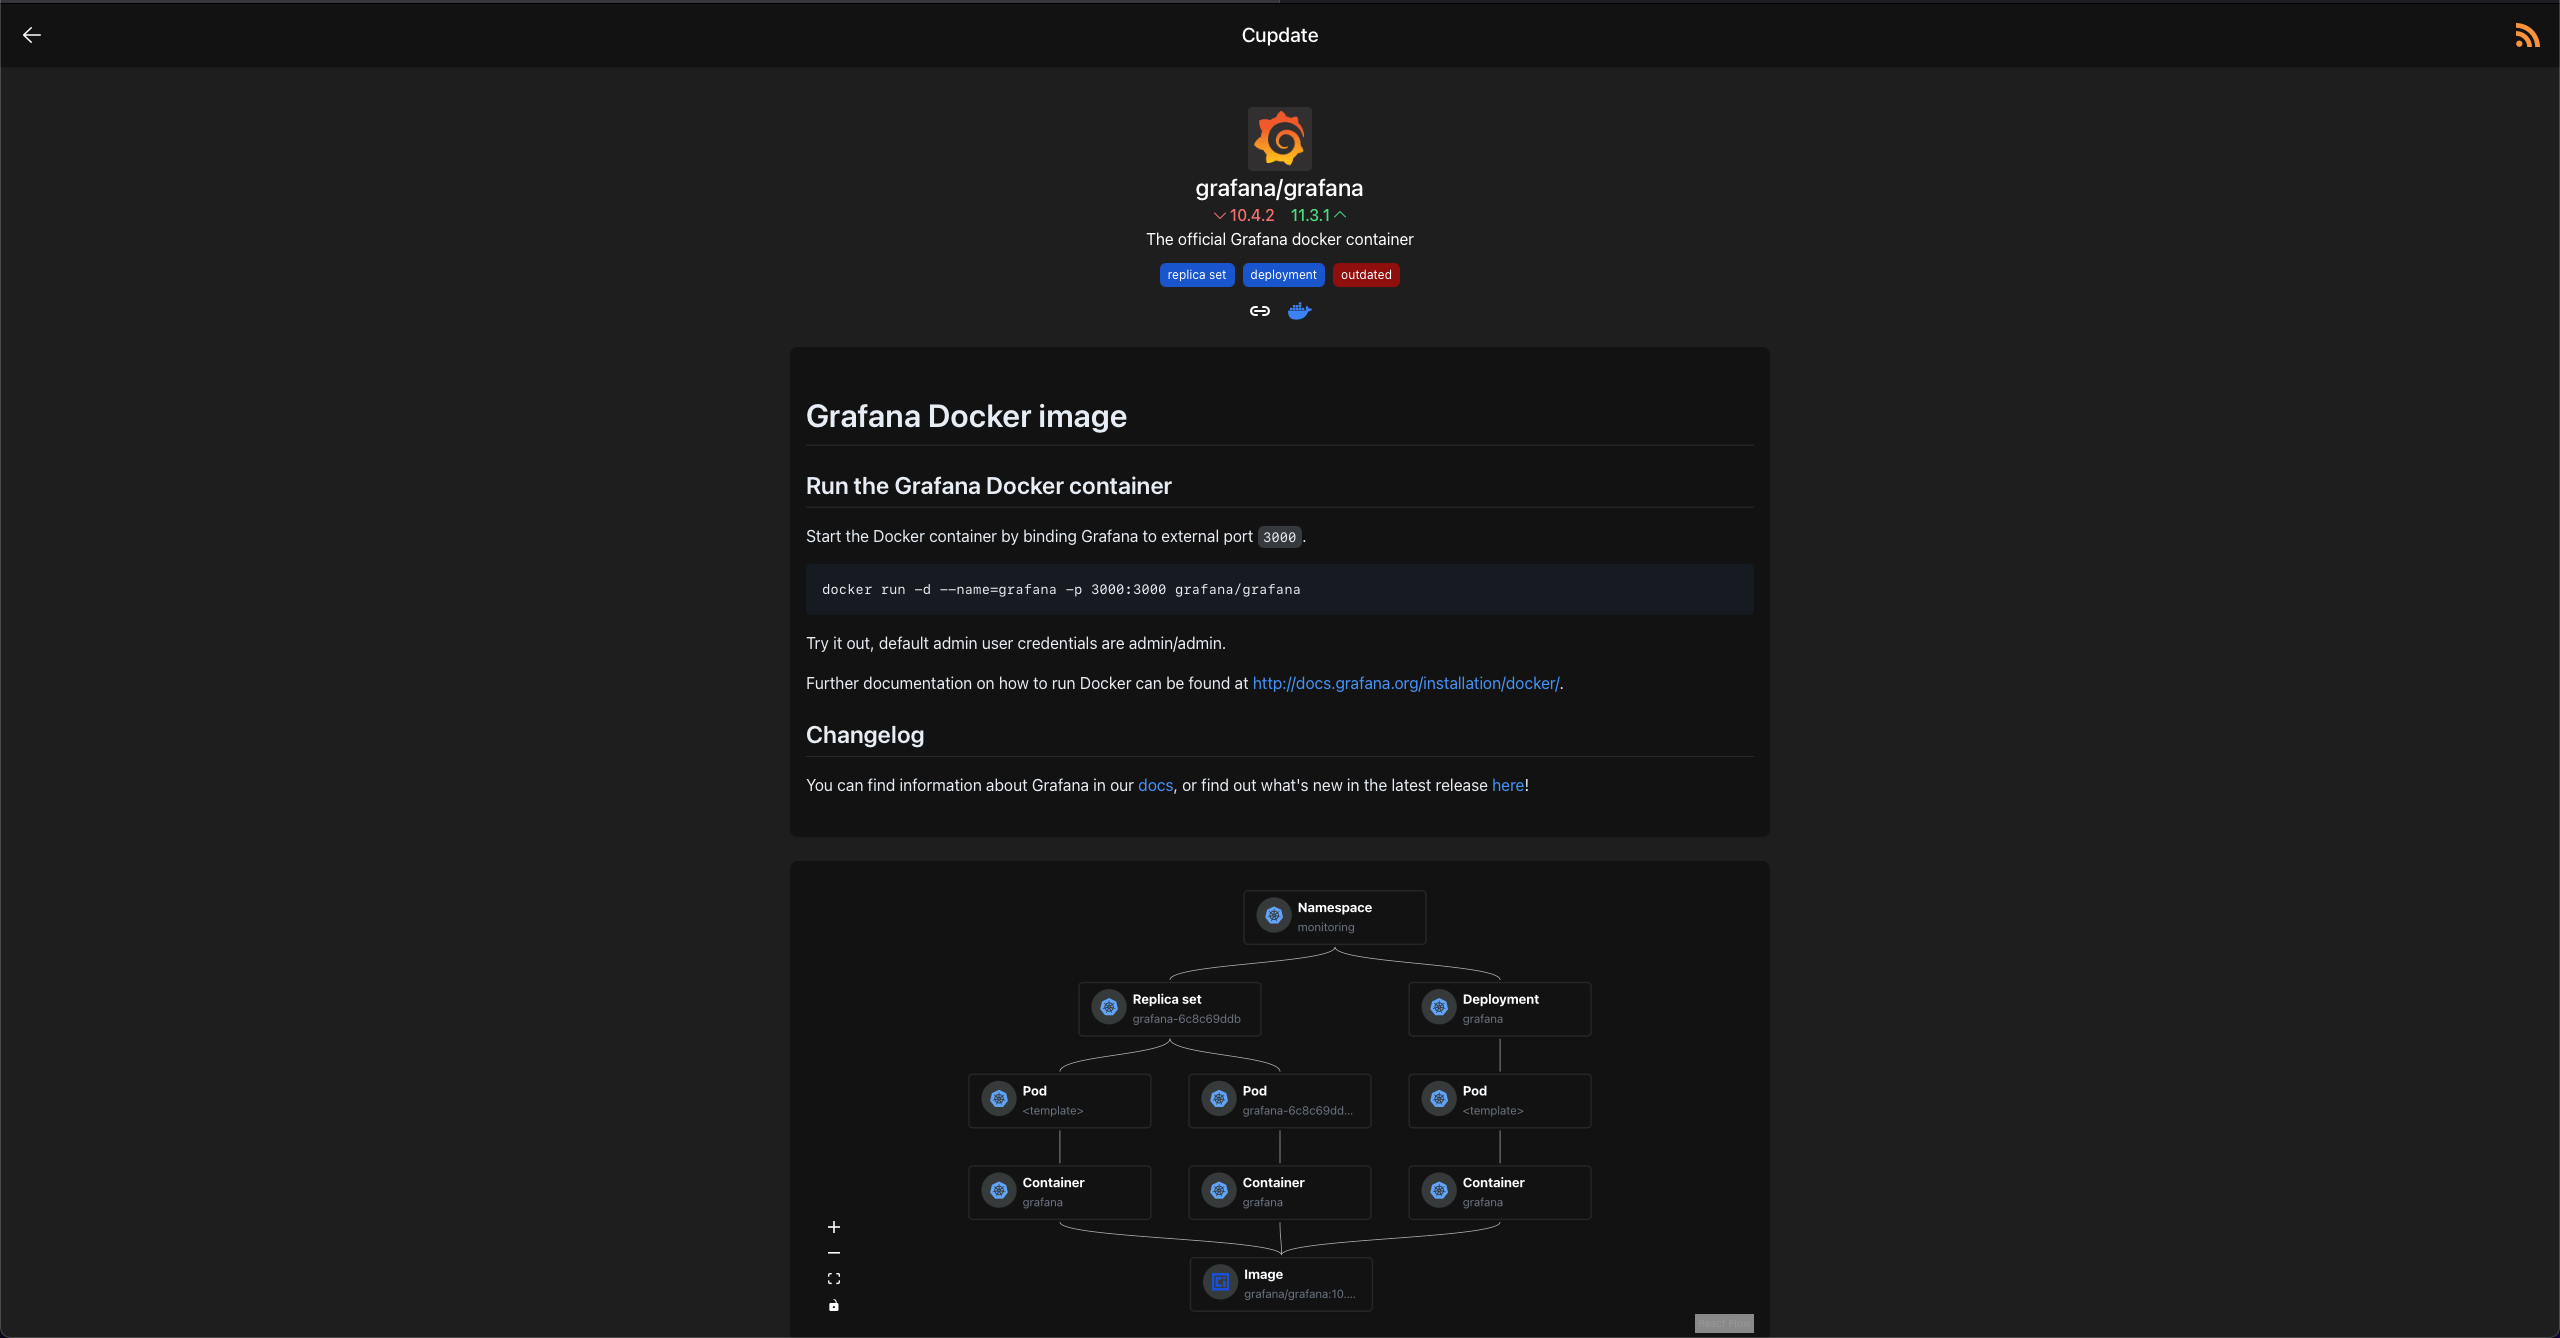 Cupdate
grafana/grafana
10.4.2 11.3.1
The official Grafana docker container
replica set deployment outdated
Grafana Docker image
Run the Grafana Docker container
Start the Docker container by binding Grafana to external port 3000.
docker run -d --name=grafana -p 3000:3000 grafana/grafana
Try it out, default admin user credentials are admin/admin.
Further documentation on how to run Docker can be found at http://docs.grafana.org/installation/docker/.
Changelog
You can find information about Grafana in our docs, or find out what's new in the latest release here!
Namespace
monitoring
Replica set
grafana-6c8c69ddb
Deployment
grafana
Pod
<template>
Pod
grafana-6c8c69dd...
Pod
<template>
Container
grafana
Container
grafana
Container
grafana
Image
grafana/grafana:10....
React Flow